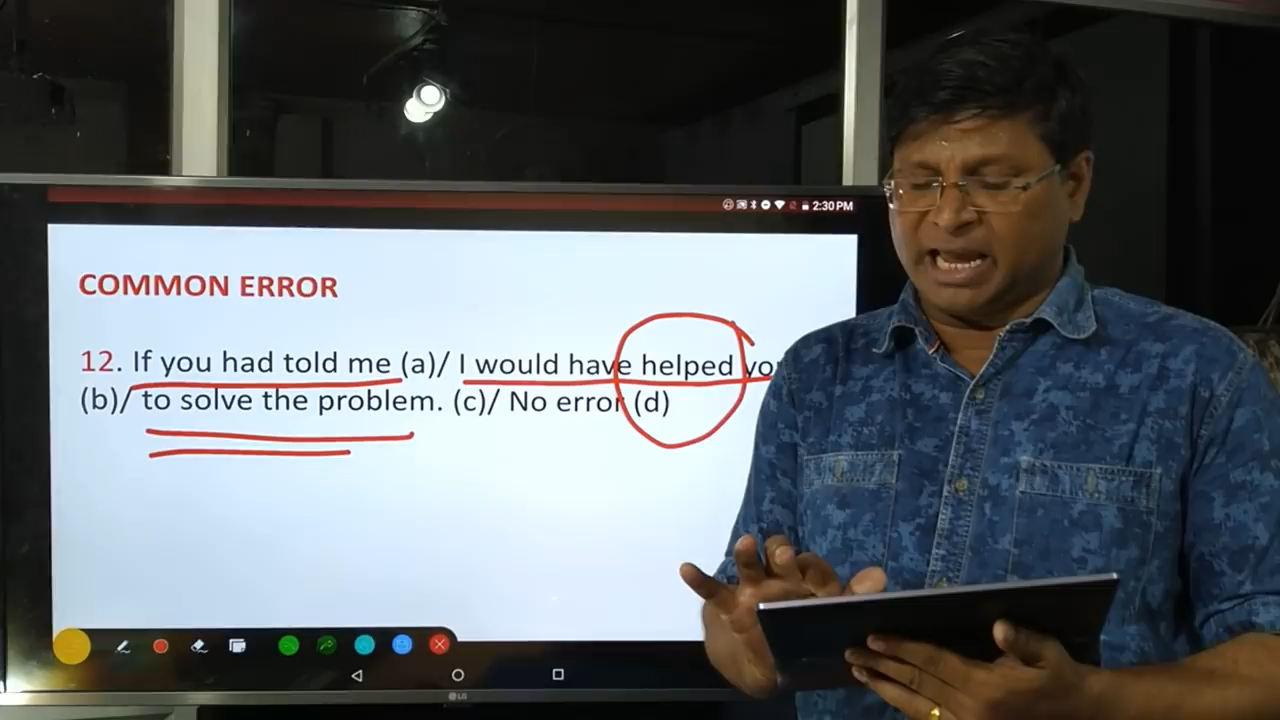 2:30 PM
COMMON ERROR
12. If you had told me (a)/ I would have helped
(b)/ to solve the problem. (c)/ No error (d)
LG